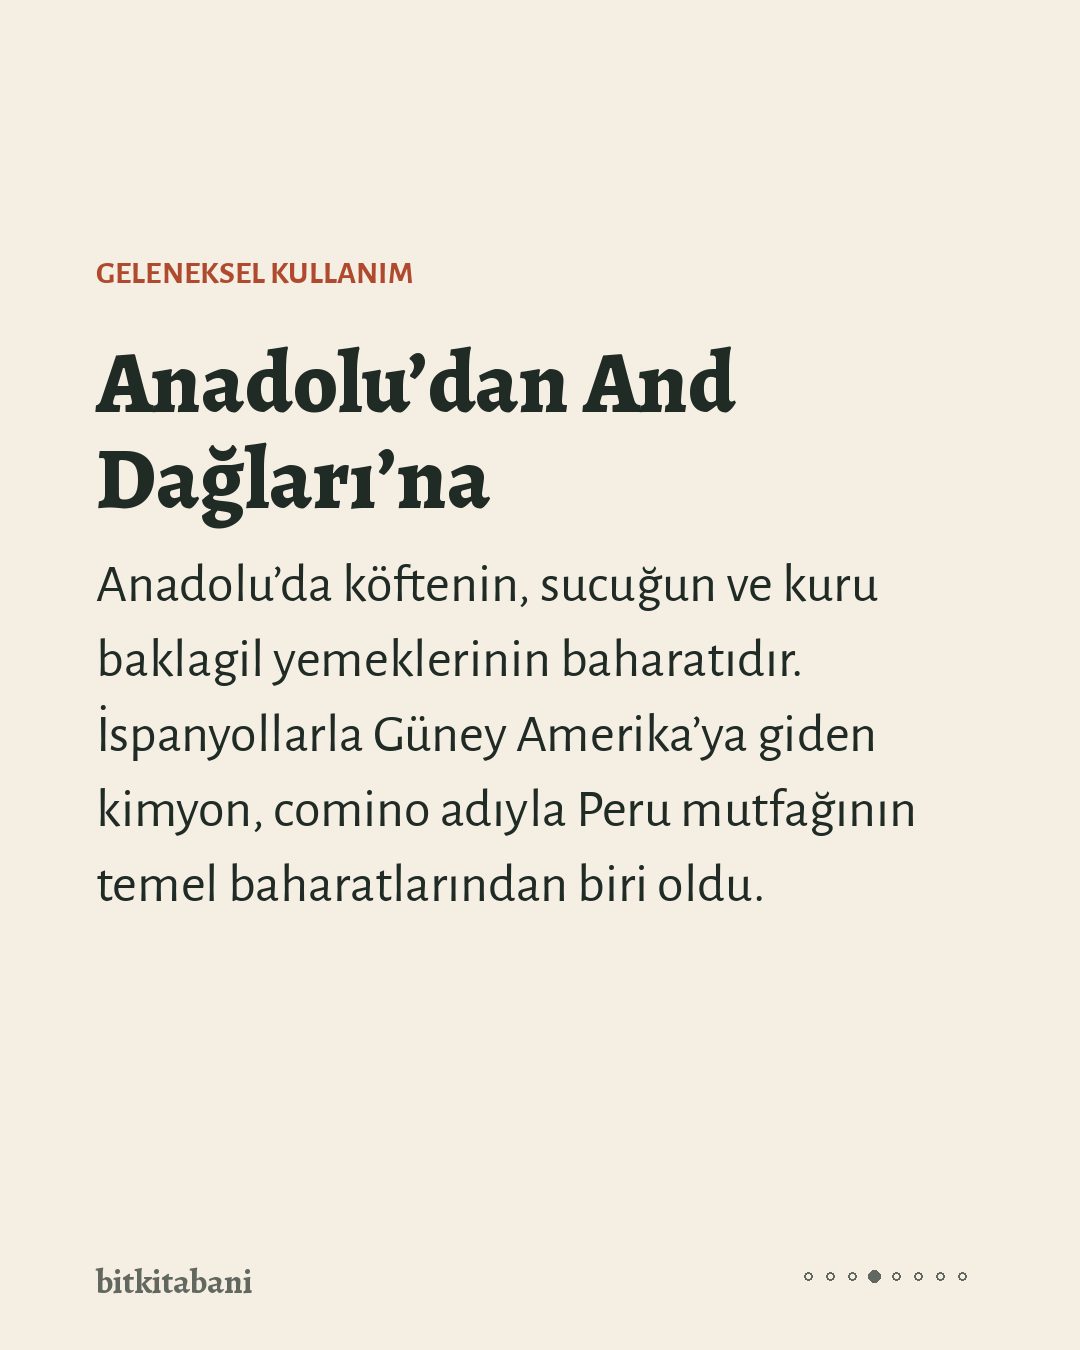 GELENEKSEL KULLANIM
Anadolu’dan And
Dağları’na
Anadolu’da köftenin, sucuğun ve kuru
baklagil yemeklerinin baharatıdır.
İspanyollarla Güney Amerika’ya giden
kimyon, comino adıyla Peru mutfağının
temel baharatlarından biri oldu.
bitkitabani